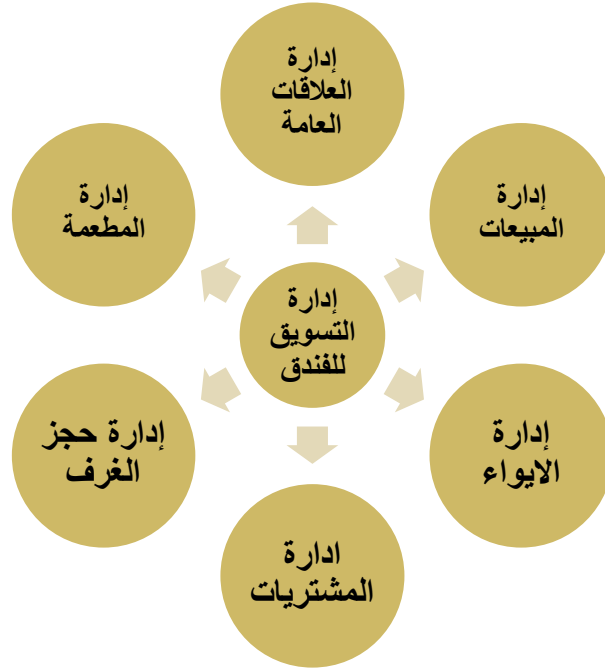 إدارة
العلاقات
العامة
إدارة
المبيعات
إدارة
الايواء
ادارة
المشتريات
إدارة حجز
الغرف
إدارة
المطعمة
إدارة
التسويق
للفندق